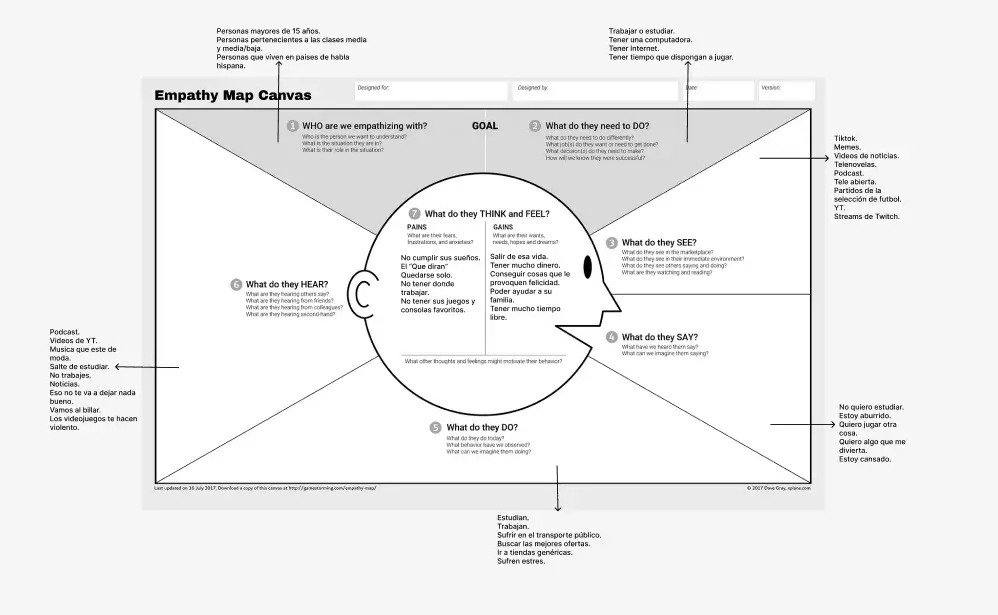 Personas mayores de 15 años.
Personas pertenecientes a las clases media
y media/baja.
Personas que viven en paises de habla
hispana.
Trabajar o estudiar.
Tener una computadora.
Tener Internet.
Tener tiempo que dispongan a jugar.
Empathy Map Canvas
Designed for:
Designed by:
Date:
Version:
1 WHO are we empathizing with?
Who is the person we want to understand?
What is the situation they are in?
What is their role in the situation?
GOAL
2 What do they need to DO?
What do they need to do differently?
What job(s) do they want or need to get done?
What decision(s) do they need to make?
How will we know they were successful?
Tiktok.
Memes.
Videos de noticias.
Telenovelas.
Podcast.
Tele abierta.
Partidos de la
selección de futbol.
YT.
Streams de Twitch.
7 What do they THINK and FEEL?
PAINS
What are their fears,
frustrations, and anxieties?
No cumplir sus sueños.
El "Que diran"
Quedarse solo.
No tener donde
trabajar.
No tener sus juegos y
consolas favoritos.
GAINS
What are their wants,
needs, hopes and dreams?
Salir de esa vida.
Tener mucho dinero.
Conseguir cosas que le
provoquen felicidad.
Poder ayudar a su
familia.
Tener mucho tiempo
libre.
What other thoughts and feelings might motivate their behavior?
3 What do they SEE?
What do they see in the marketplace?
What do they see in their immediate environment?
What do they see others saying and doing?
What are they watching and reading?
6 What do they HEAR?
What are they hearing others say?
What are they hearing from friends?
What are they hearing from colleagues?
What are they hearing second-hand?
4 What do they SAY?
What have we heard them say?
What can we imagine them saying?
Podcast.
Videos de YT.
Musica que este de
moda.
Salte de estudiar.
No trabajes.
Noticias.
Eso no te va a dejar nada
bueno.
Vamos al billar.
Los videojuegos te hacen
violento.
No quiero estudiar.
Estoy aburrido.
Quiero jugar otra
cosa.
Quiero algo que me
divierta.
Estoy cansado.
5 What do they DO?
What do they do today?
What behavior have we observed?
What can we imagine them doing?
Last updated on 16 July 2017. Download a copy of this canvas at http://gamestorming.com/empathy-map/
© 2017 Dave Gray, xplane.com
Estudian.
Trabajan.
Sufrir en el transporte público.
Buscar las mejores ofertas.
Ir a tiendas genéricas.
Sufren estres.